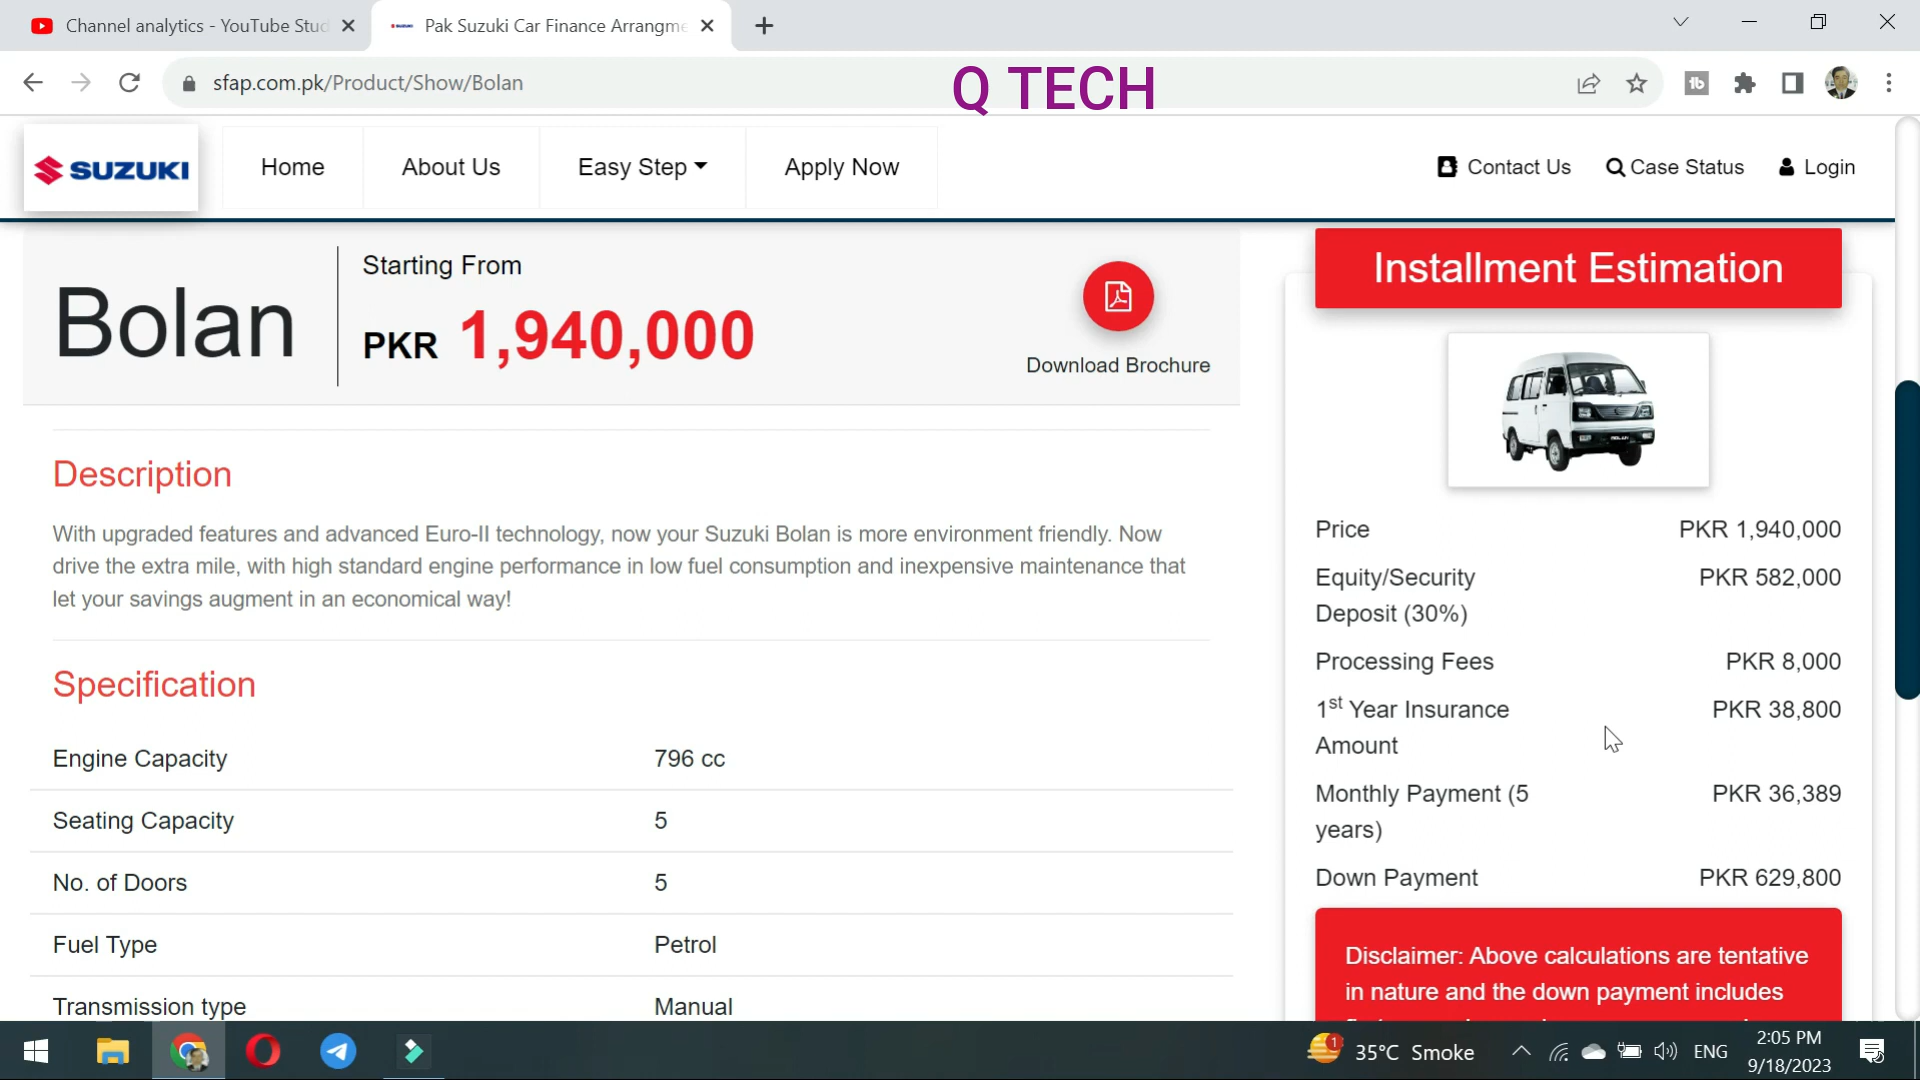 Channel analytics - YouTube Stud
Pak Suzuki Car Finance Arrangme
sfap.com.pk/Product/Show/Bolan
Q TECH
SUZUKI
Home
About Us
Easy Step
Apply Now
Contact Us
Case Status
Login
Bolan
Starting From
PKR 1,940,000
Download Brochure
Description
With upgraded features and advanced Euro-II technology, now your Suzuki Bolan is more environment friendly. Now
drive the extra mile, with high standard engine performance in low fuel consumption and inexpensive maintenance that
let your savings augment in an economical way!
Specification
Engine Capacity 796 cc
Seating Capacity 5
No. of Doors 5
Fuel Type Petrol
Transmission type Manual
Installment Estimation
Price PKR 1,940,000
Equity/Security PKR 582,000
Deposit (30%)
Processing Fees PKR 8,000
1st Year Insurance PKR 38,800
Amount
Monthly Payment (5 PKR 36,389
years)
Down Payment PKR 629,800
Disclaimer: Above calculations are tentative
in nature and the down payment includes
1
35°C Smoke
ENG
2:05 PM
9/18/2023